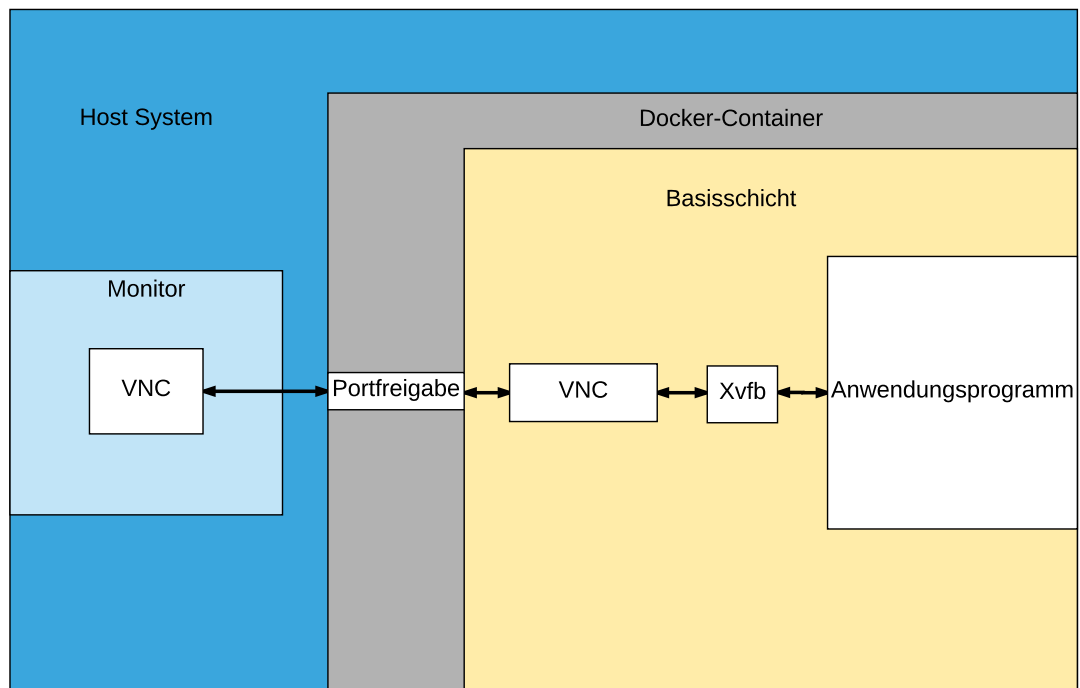 Host System
Docker-Container
Basisschicht
Monitor
VNC
Portfreigabe
VNC
Xvfb
Anwendungsprogramm